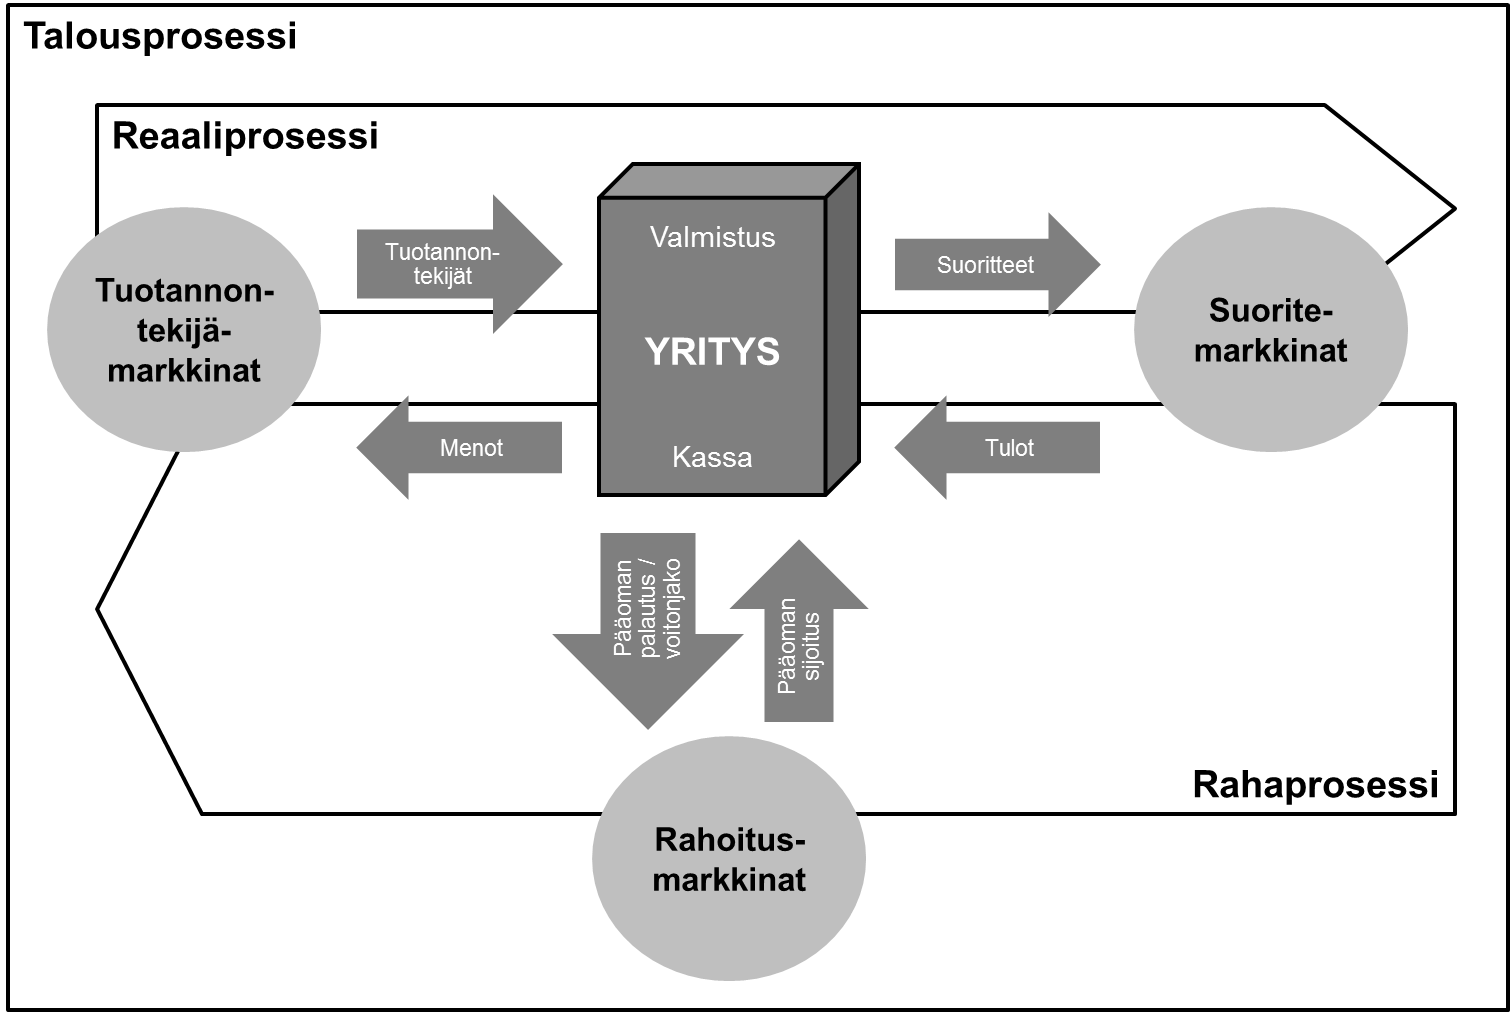 Talousprosessi
Reaaliprosessi
Tuotannon-
tekijä-
markkinat
Tuotannon-
tekijät
Valmistus
YRITYS
Kassa
Suoritteet
Suorite-
markkinat
Menot
Tulot
Pääoman
palautus /
voitonjako
Pääoman
sijoitus
Rahaprosessi
Rahoitus-
markkinat